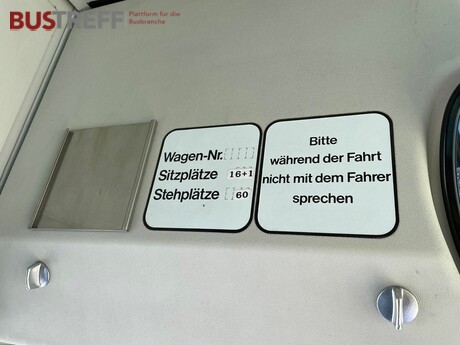 BUSTREFF
Plattform für die
Busbranche
Wagen-Nr.
Sitzplätze 16+1
Stehplätze 60
Bitte
während der Fahrt
nicht mit dem Fahrer
sprechen